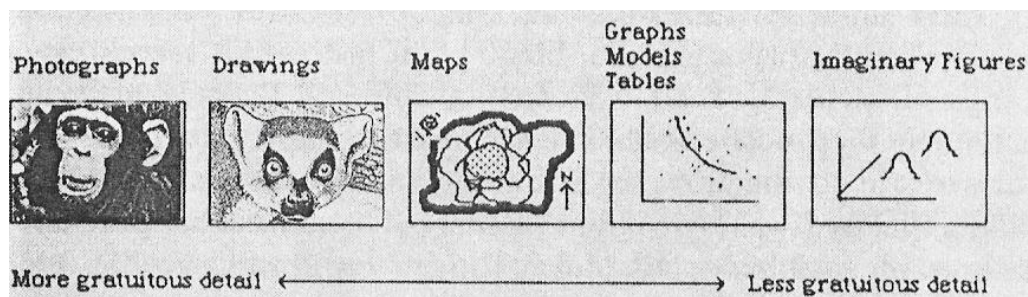 Photographs
Drawings
Maps
Graphs
Models
Tables
Imaginary Figures
N
More gratuitous detail
Less gratuitous detail